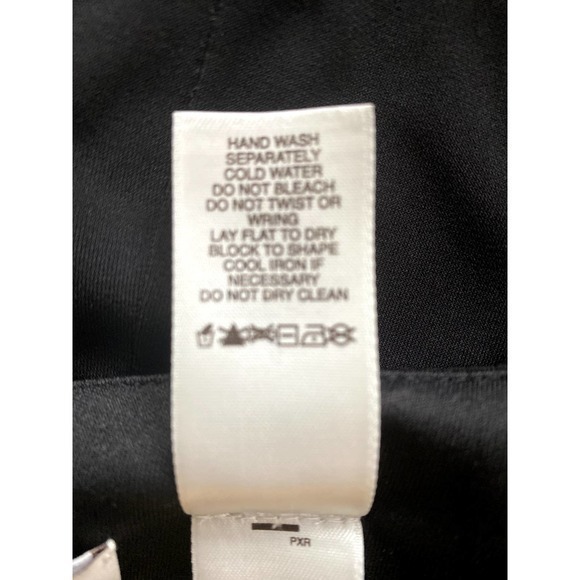 HAND WASH
SEPARATELY
COLD WATER
DO NOT BLEACH
DO NOT TWIST OR
WRING
LAY FLAT TO DRY
BLOCK TO SHAPE
COOL IRON IF
NECESSARY
DO NOT DRY CLEAN
PXR